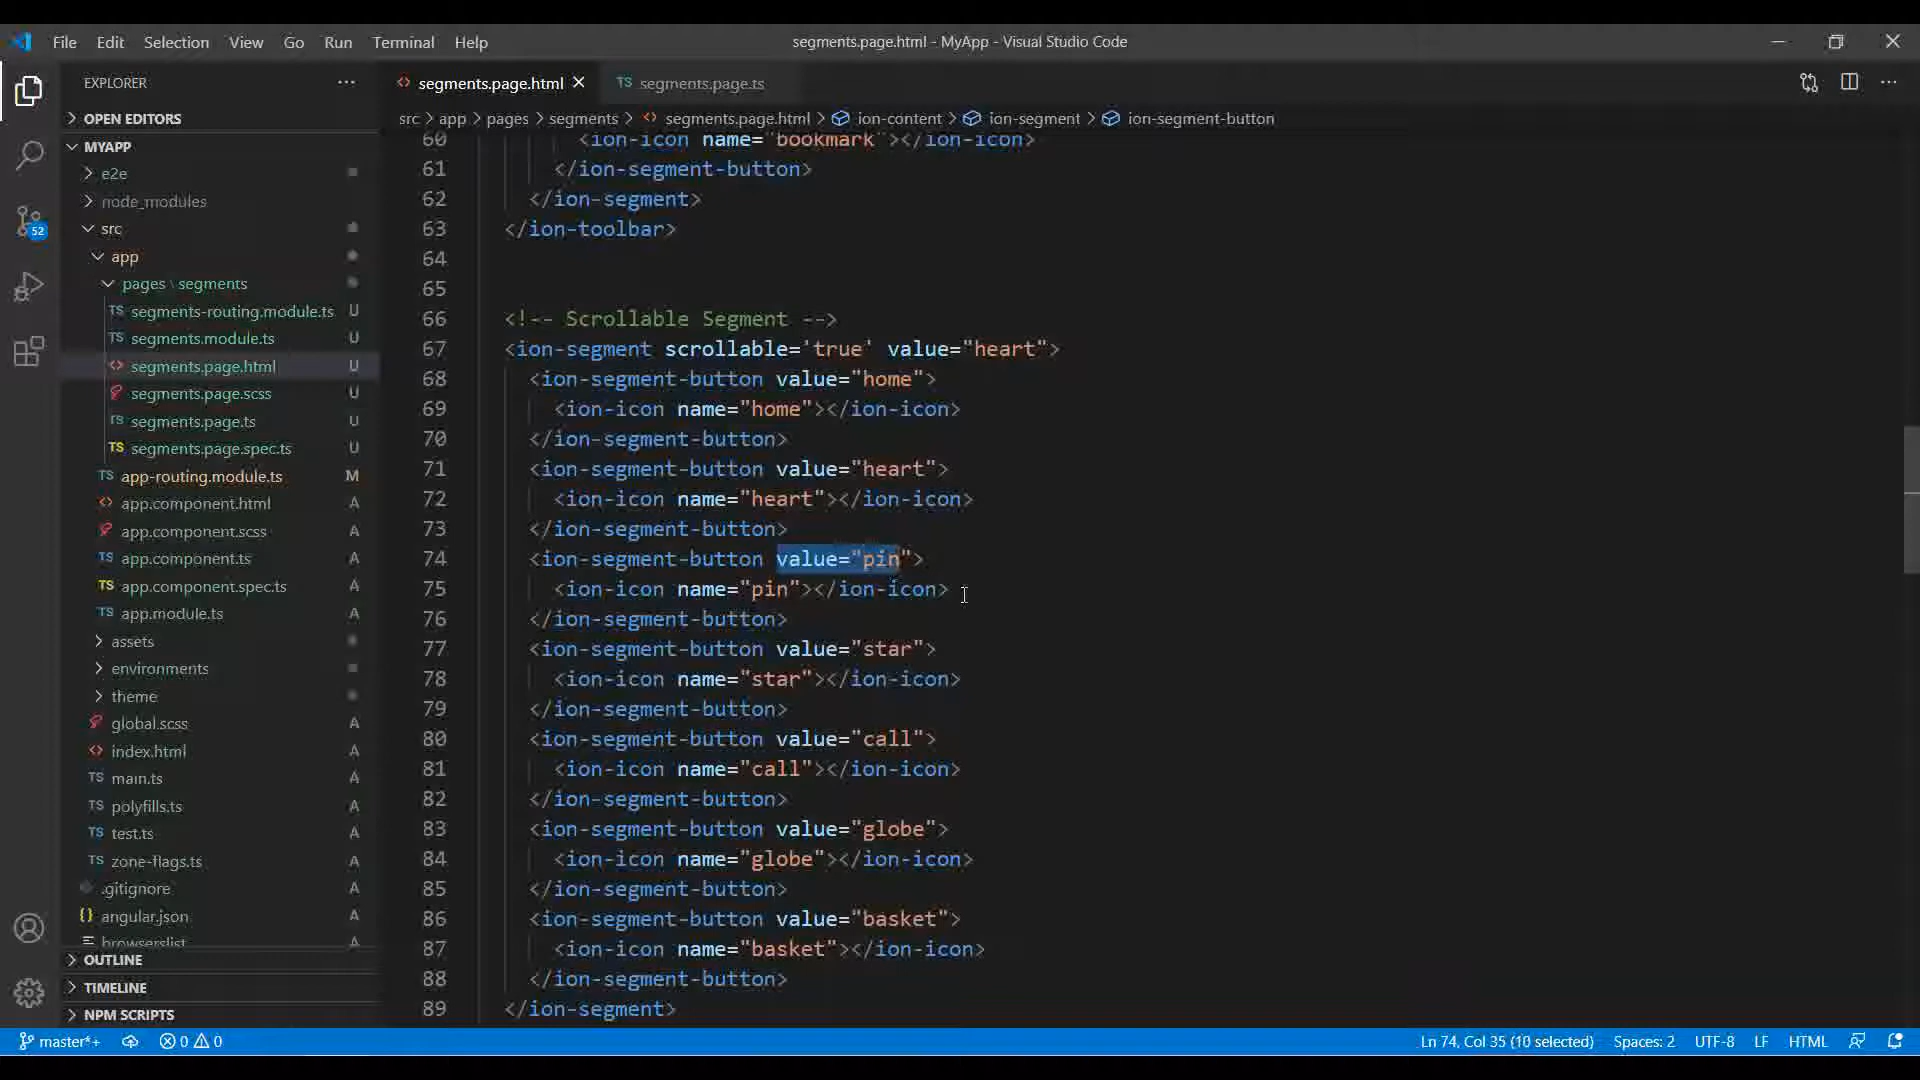 File Edit Selection View Go Run Terminal Help
segments.page.html - MyApp - Visual Studio Code
EXPLORER
OPEN EDITORS
MYAPP
e2e
node_modules
src
app
pages \ segments
TS segments-routing.module.ts U
TS segments.module.ts U
<> segments.page.html U
segments.page.scss U
TS segments.page.ts U
TS segments.page.spec.ts U
TS app-routing.module.ts M
<> app.component.html A
app.component.scss A
TS app.component.ts A
TS app.component.spec.ts A
TS app.module.ts A
assets
environments
theme
global.scss A
<> index.html A
TS main.ts A
TS polyfills.ts A
TS test.ts A
TS zone-flags.ts A
.gitignore A
{} angular.json A
browserslist A
OUTLINE
TIMELINE
NPM SCRIPTS
52
<> segments.page.html
TS segments.page.ts
src > app > pages > segments > <> segments.page.html > ion-content > ion-segment > ion-segment-button
60 <ion-icon name="bookmark"></ion-icon>
61 </ion-segment-button>
62 </ion-segment>
63 </ion-toolbar>
64
65
66 <!-- Scrollable Segment -->
67 <ion-segment scrollable='true' value="heart">
68 <ion-segment-button value="home">
69 <ion-icon name="home"></ion-icon>
70 </ion-segment-button>
71 <ion-segment-button value="heart">
72 <ion-icon name="heart"></ion-icon>
73 </ion-segment-button>
74 <ion-segment-button value="pin">
75 <ion-icon name="pin"></ion-icon>
76 </ion-segment-button>
77 <ion-segment-button value="star">
78 <ion-icon name="star"></ion-icon>
79 </ion-segment-button>
80 <ion-segment-button value="call">
81 <ion-icon name="call"></ion-icon>
82 </ion-segment-button>
83 <ion-segment-button value="globe">
84 <ion-icon name="globe"></ion-icon>
85 </ion-segment-button>
86 <ion-segment-button value="basket">
87 <ion-icon name="basket"></ion-icon>
88 </ion-segment-button>
89 </ion-segment>
master*+ 0 0
Ln 74, Col 35 (10 selected) Spaces: 2 UTF-8 LF HTML